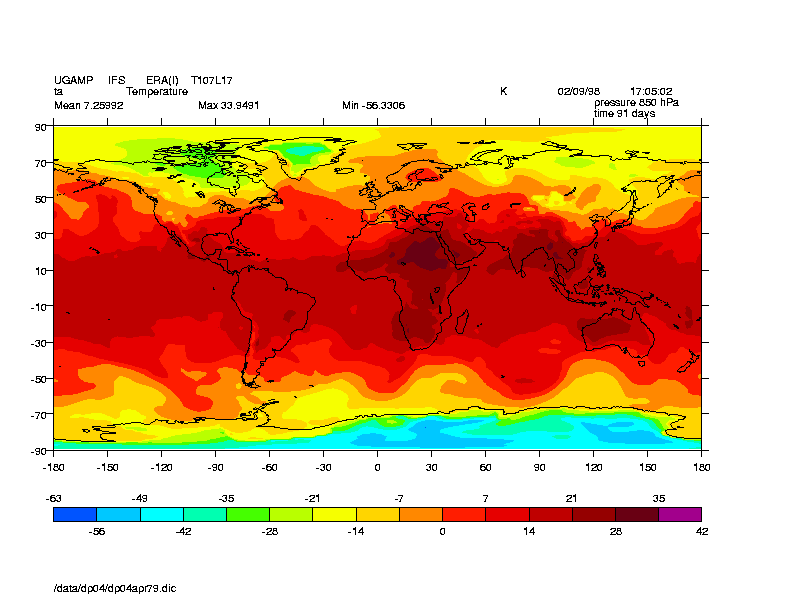 UGAMP IFS ERA(I) T107L17
ta Temperature K 02/09/98 17:05:02
Mean 7.25992 Max 33.9491 Min -56.3306 pressure 850 hPa
time 91 days
90
70
50
30
10
-10
-30
-50
-70
-90
-180 -150 -120 -90 -60 -30 0 30 60 90 120 150 180
-63 -49 -35 -21 -7 7 21 35
-56 -42 -28 -14 0 14 28 42
/data/dp04/dp04apr79.dic